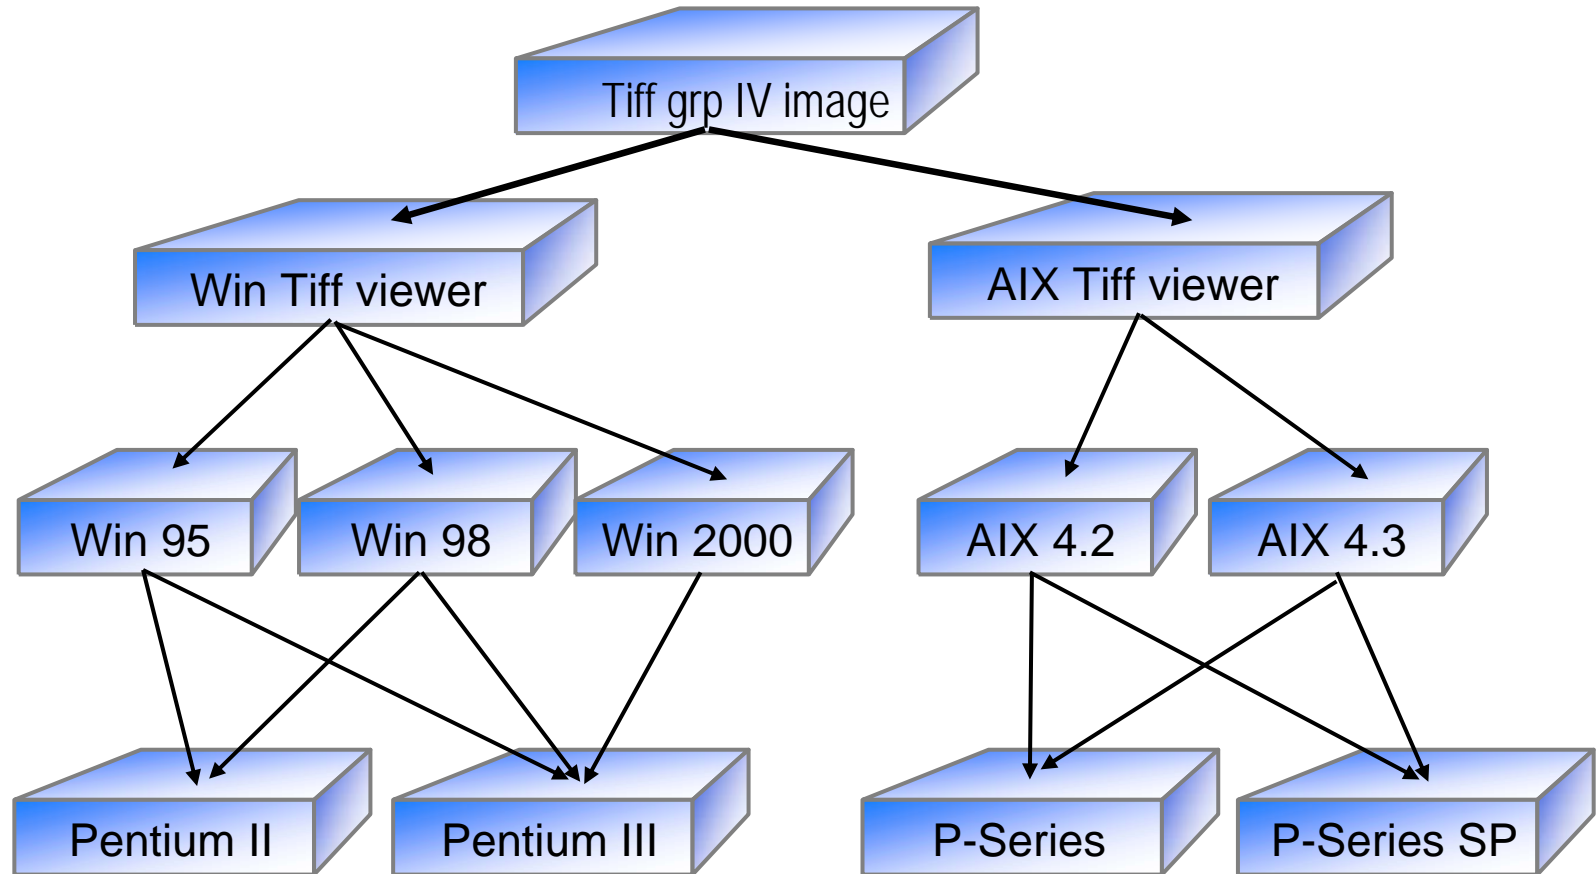 Tiff grp IV image
Win Tiff viewer
AIX Tiff viewer
Win 95
Win 98
Win 2000
AIX 4.2
AIX 4.3
Pentium II
Pentium III
P-Series
P-Series SP